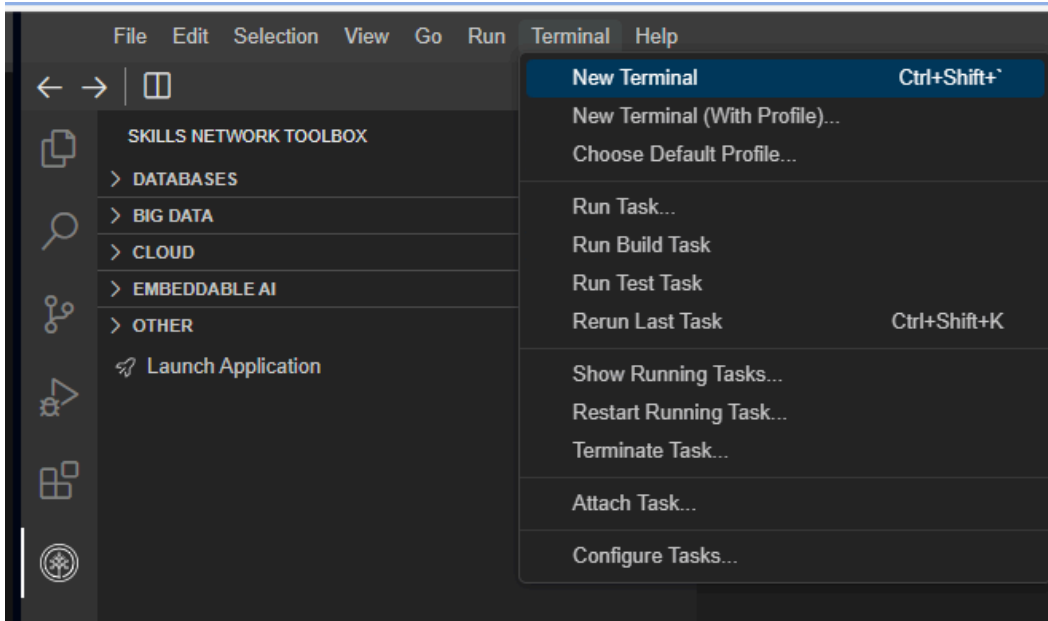 File Edit Selection View Go Run Terminal Help
SKILLS NETWORK TOOLBOX
DATABASES
BIG DATA
CLOUD
EMBEDDABLE AI
OTHER
Launch Application
New Terminal Ctrl+Shift+`
New Terminal (With Profile)...
Choose Default Profile...
Run Task...
Run Build Task
Run Test Task
Rerun Last Task Ctrl+Shift+K
Show Running Tasks...
Restart Running Task...
Terminate Task...
Attach Task...
Configure Tasks...